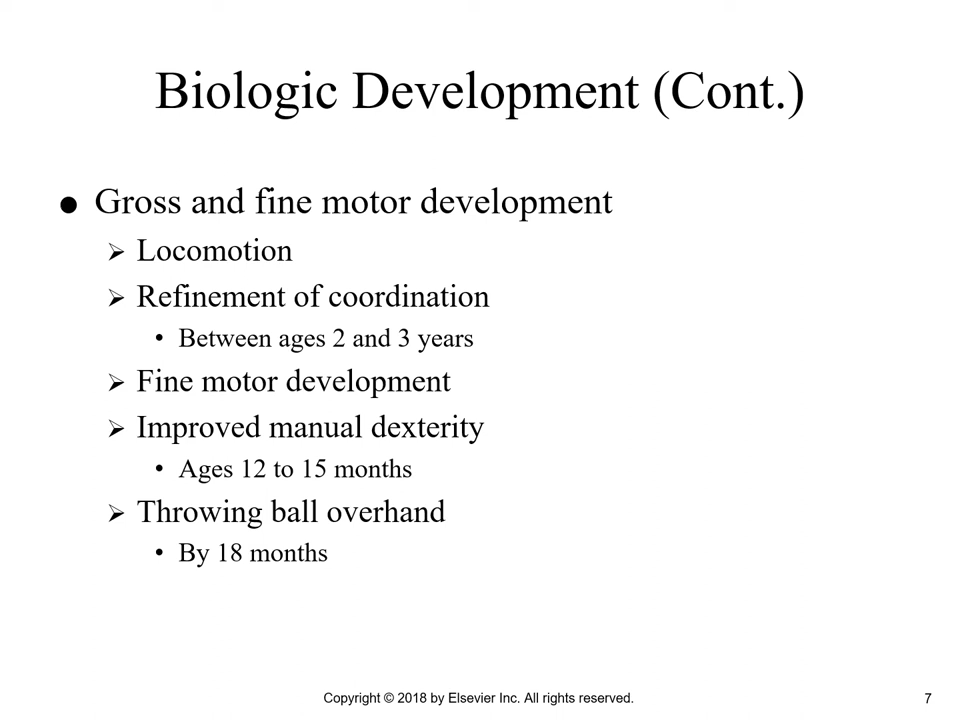 Biologic Development (Cont.)
● Gross and fine motor development
➢ Locomotion
➢ Refinement of coordination
• Between ages 2 and 3 years
➢ Fine motor development
➢ Improved manual dexterity
• Ages 12 to 15 months
➢ Throwing ball overhand
• By 18 months
Copyright © 2018 by Elsevier Inc. All rights reserved.
7